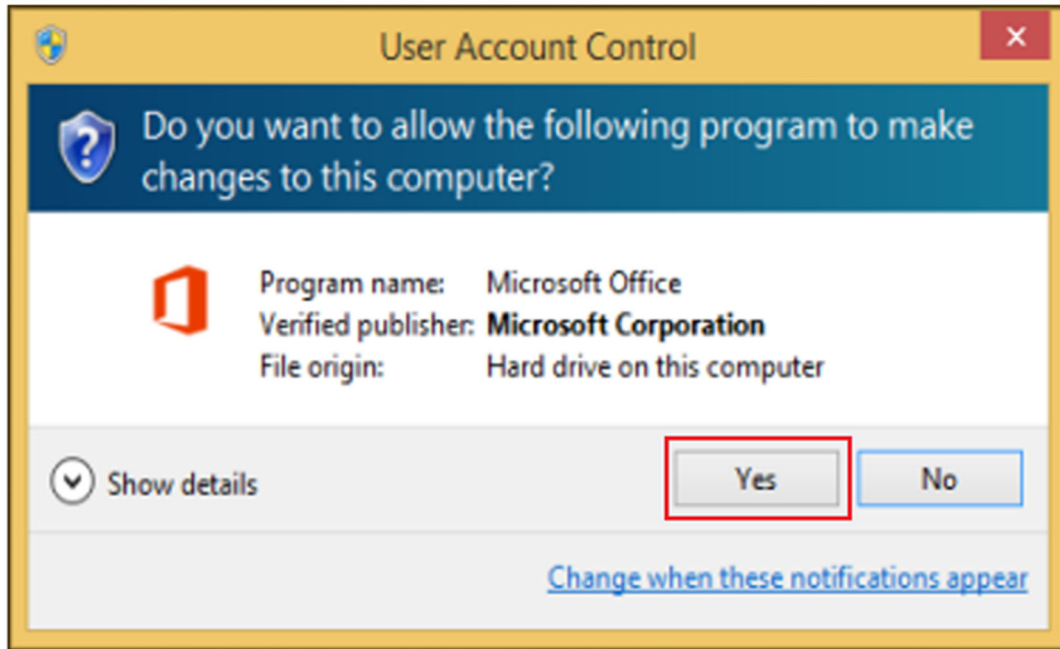 User Account Control
Do you want to allow the following program to make
changes to this computer?
Program name: Microsoft Office
Verified publisher: Microsoft Corporation
File origin: Hard drive on this computer
Show details
Yes
No
Change when these notifications appear